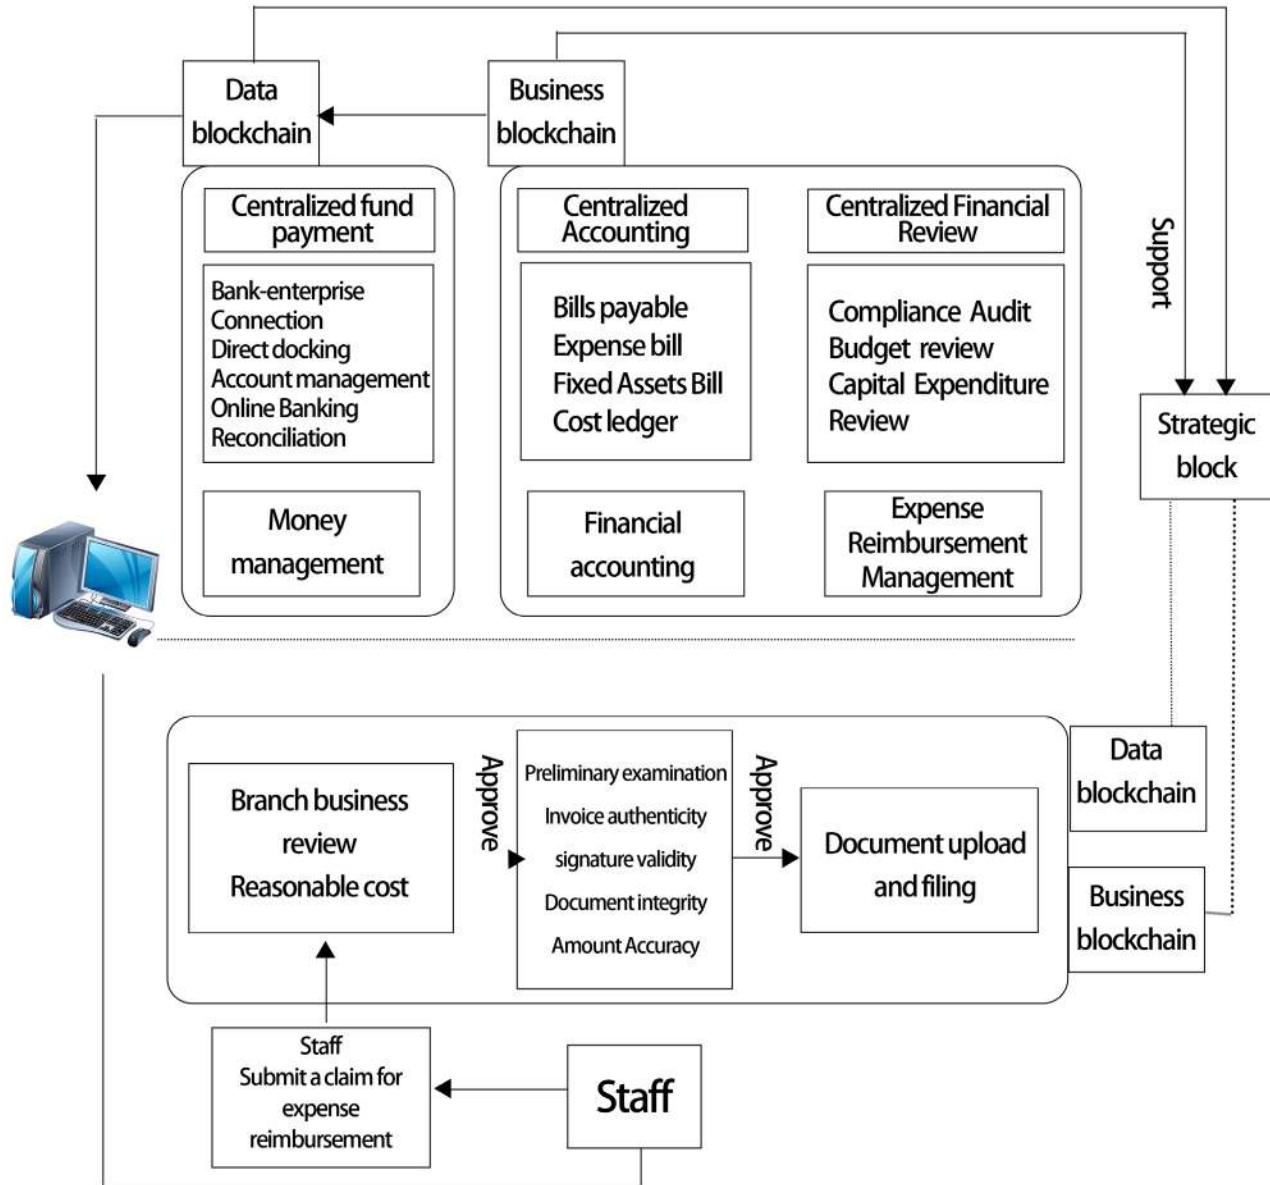 Data
blockchain
Business
blockchain
Centralized fund
payment
Bank-enterprise
Connection
Direct docking
Account management
Online Banking
Reconciliation
Money
management
Centralized
Accounting
Bills payable
Expense bill
Fixed Assets Bill
Cost ledger
Financial
accounting
Centralized Financial
Review
Compliance Audit
Budget review
Capital Expenditure
Review
Expense
Reimbursement
Management
Support
Strategic
block
Branch business
review
Reasonable cost
Approve
Preliminary examination
Invoice authenticity
signature validity
Document integrity
Amount Accuracy
Approve
Document upload
and filing
Data
blockchain
Business
blockchain
Staff
Submit a claim for
expense
reimbursement
Staff